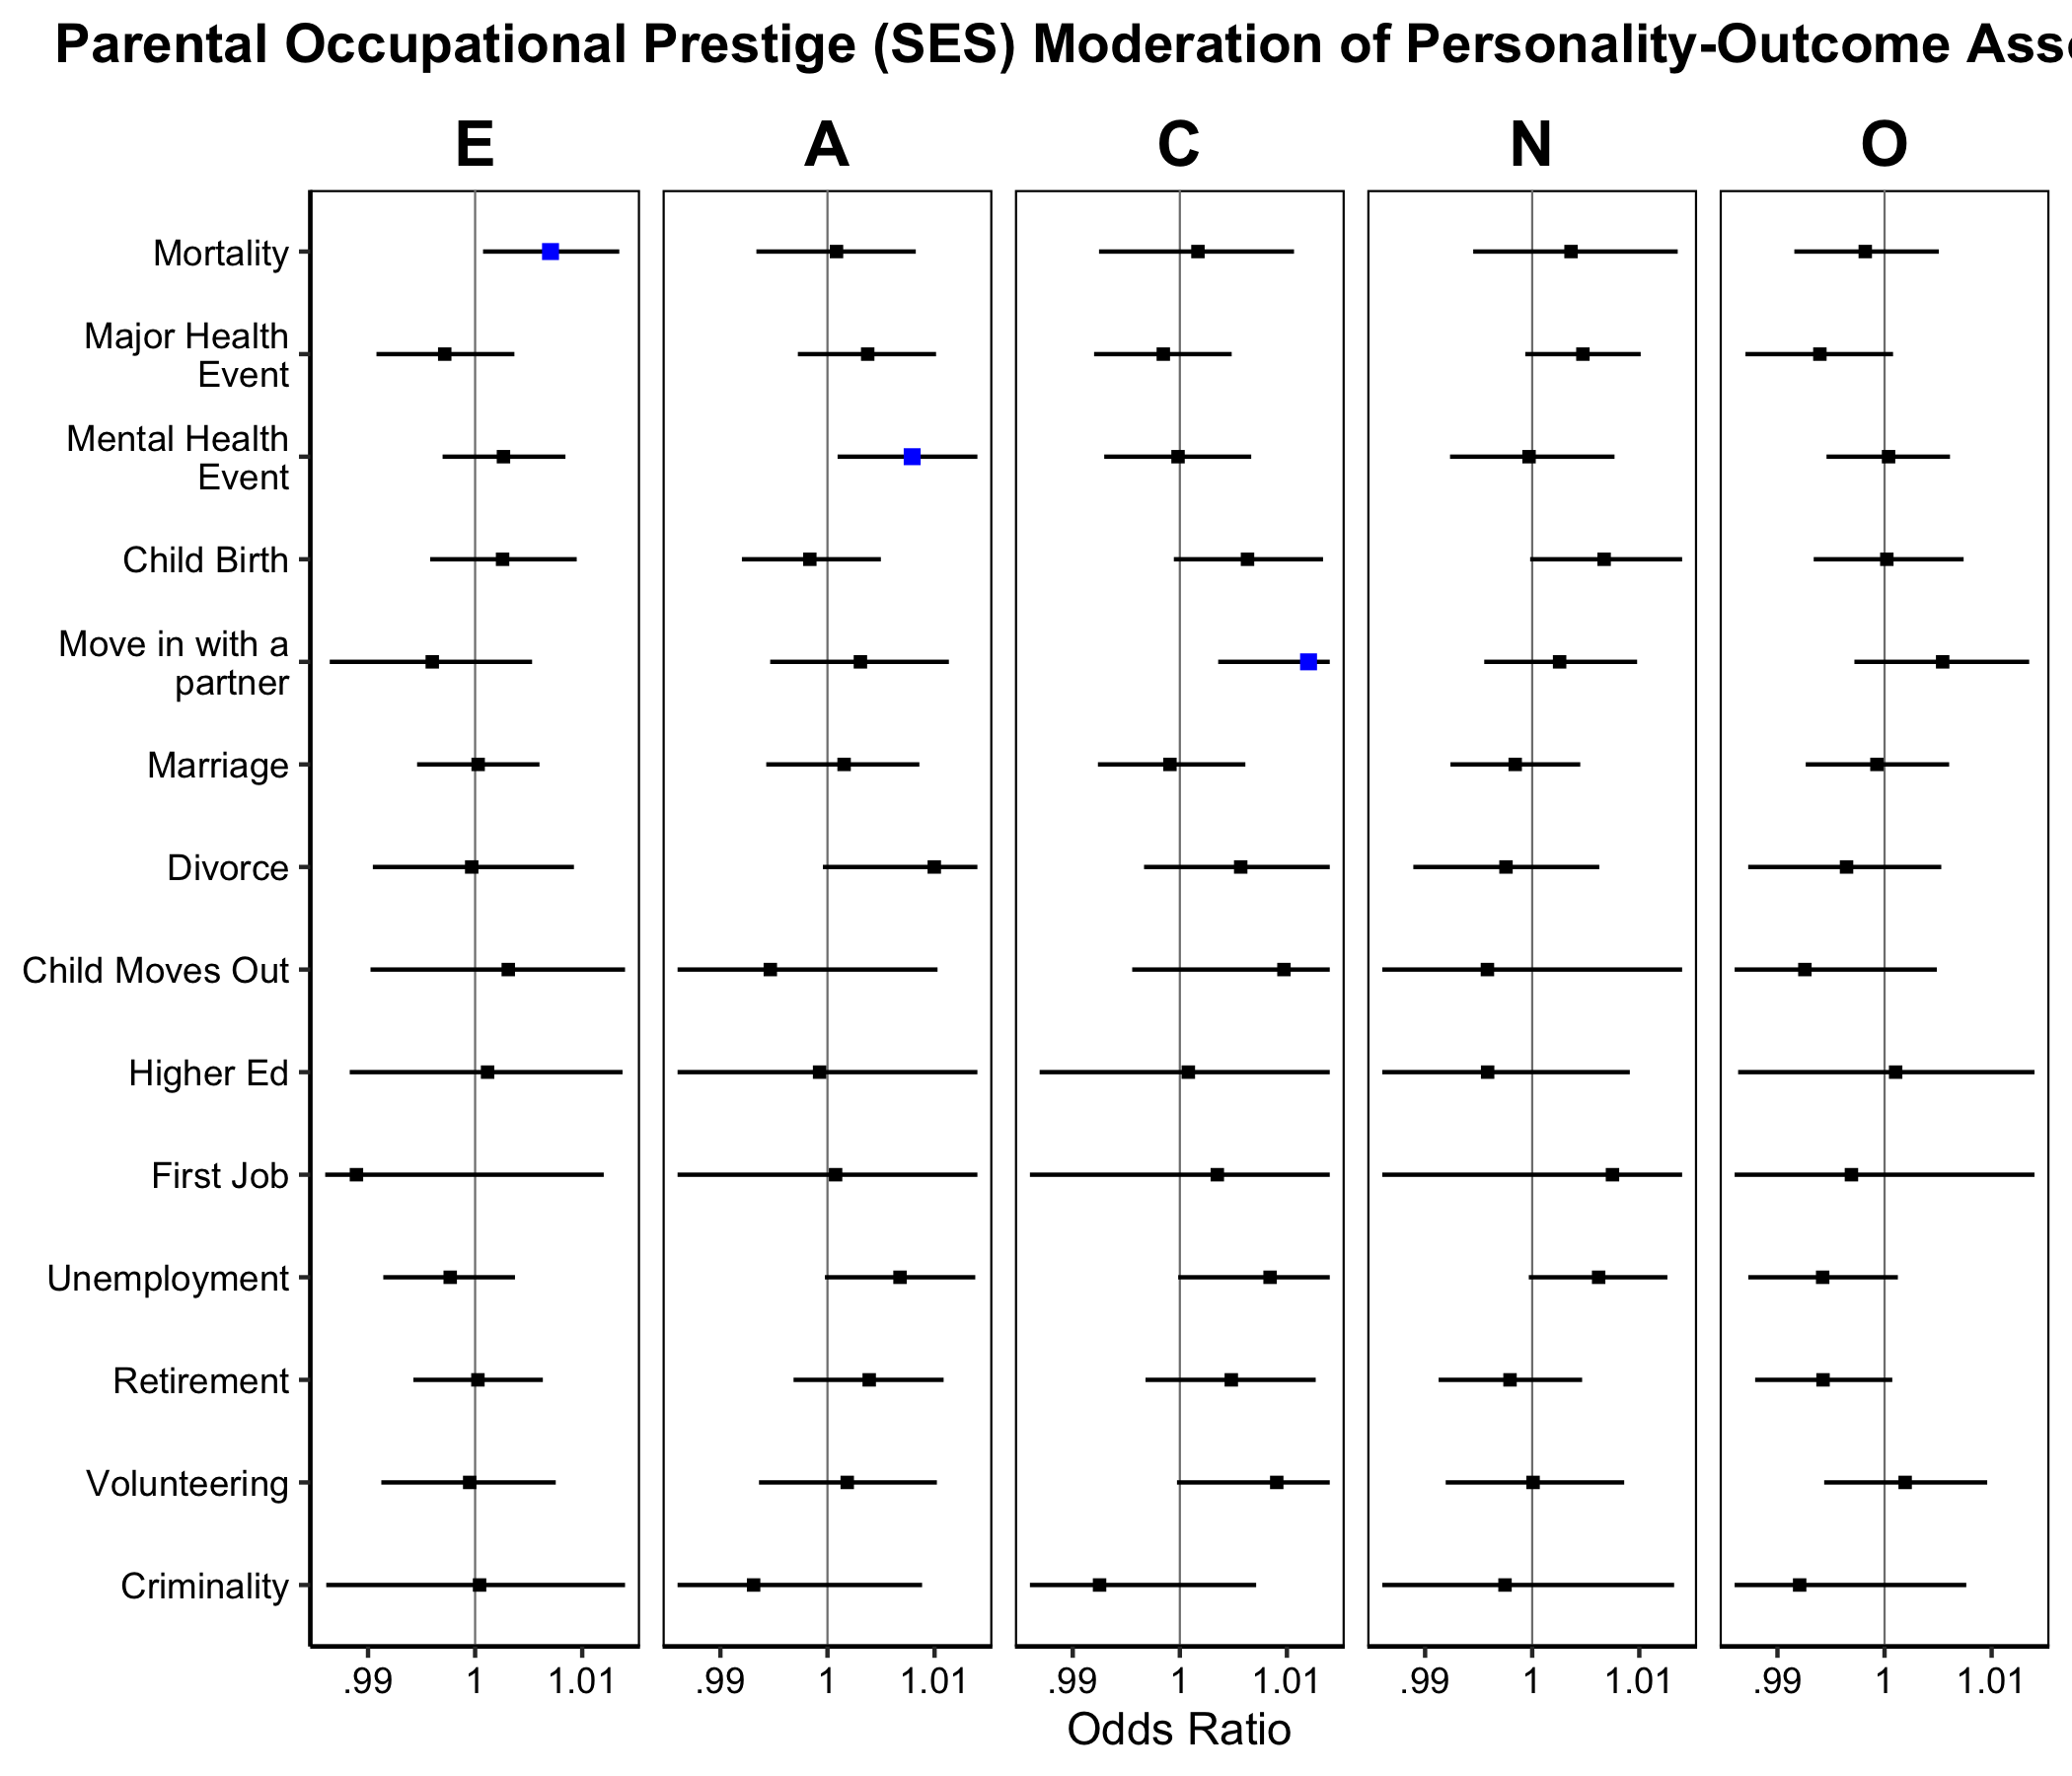 Parental Occupational Prestige (SES) Moderation of Personality-Outcome
E A C N O
Mortality
Major Health
Event
Mental Health
Event
Child Birth
Move in with a
partner
Marriage
Divorce
Child Moves Out
Higher Ed
First Job
Unemployment
Retirement
Volunteering
Criminality
.99 1 1.01 .99 1 1.01 .99 1 1.01 .99 1 1.01 .99 1 1.01
Odds Ratio